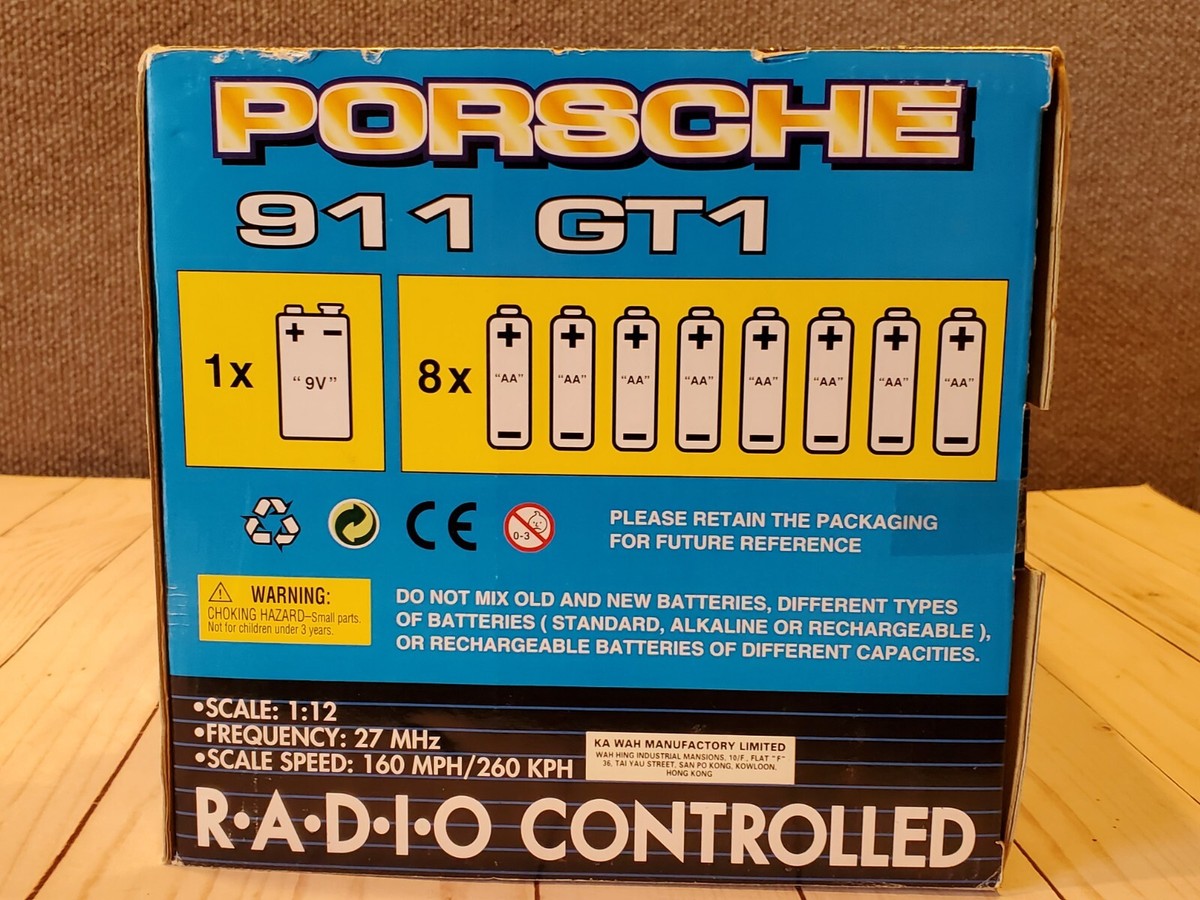 PORSCHE
911 GT1
1x
+ −
“9V”
8x
+ + + + + + + +
“AA” “AA” “AA” “AA” “AA” “AA” “AA” “AA”
− − − − − − − −
CE
0-3
PLEASE RETAIN THE PACKAGING
FOR FUTURE REFERENCE
WARNING:
CHOKING HAZARD–Small parts.
Not for children under 3 years.
DO NOT MIX OLD AND NEW BATTERIES, DIFFERENT TYPES
OF BATTERIES ( STANDARD, ALKALINE OR RECHARGEABLE ),
OR RECHARGEABLE BATTERIES OF DIFFERENT CAPACITIES.
•SCALE: 1:12
•FREQUENCY: 27 MHz
•SCALE SPEED: 160 MPH/260 KPH
KA WAH MANUFACTORY LIMITED
WAH HING INDUSTRIAL MANSIONS, 10/F., FLAT "F"
36, TAI YAU STREET, SAN PO KONG, KOWLOON,
HONG KONG
R•A•D•I•O CONTROLLED